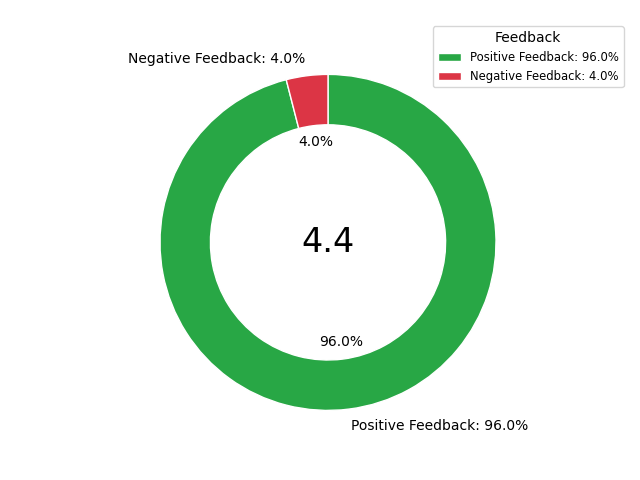 Feedback
Positive Feedback: 96.0%
Negative Feedback: 4.0%
Negative Feedback: 4.0%
4.0%
4.4
96.0%
Positive Feedback: 96.0%